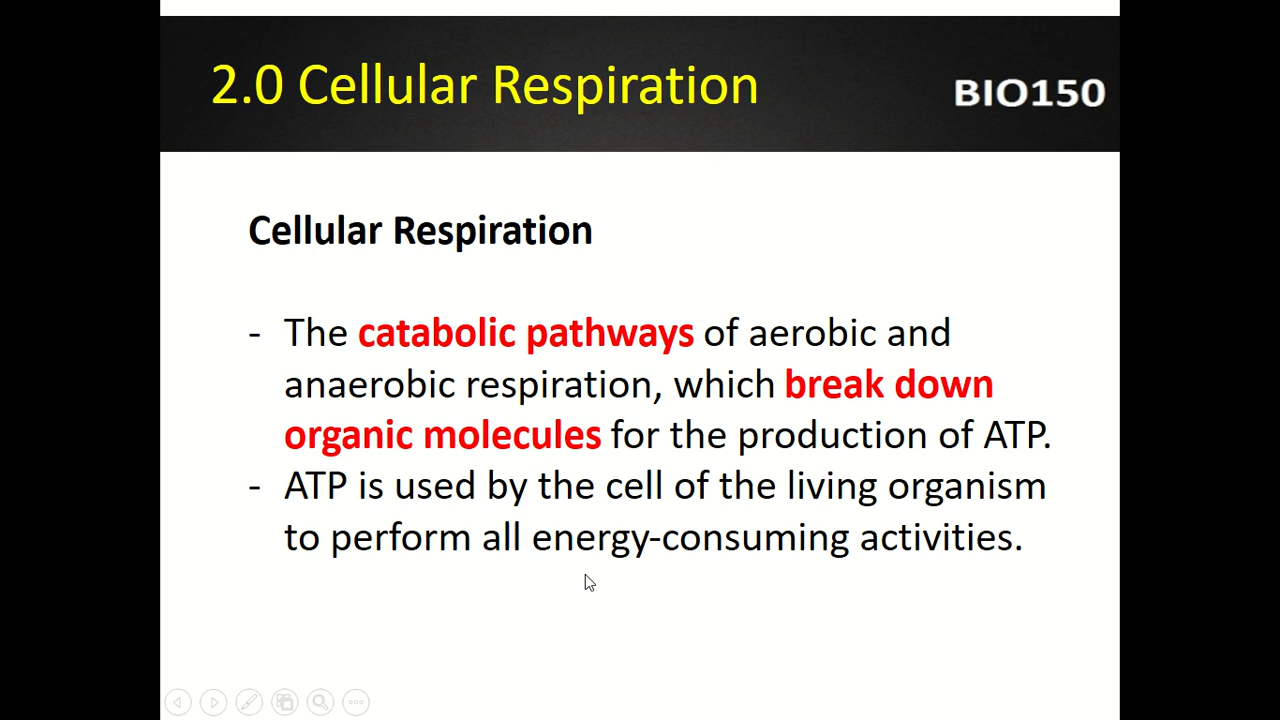 2.0 Cellular Respiration
BIO150
Cellular Respiration
- The catabolic pathways of aerobic and
anaerobic respiration, which break down
organic molecules for the production of ATP.
- ATP is used by the cell of the living organism
to perform all energy-consuming activities.